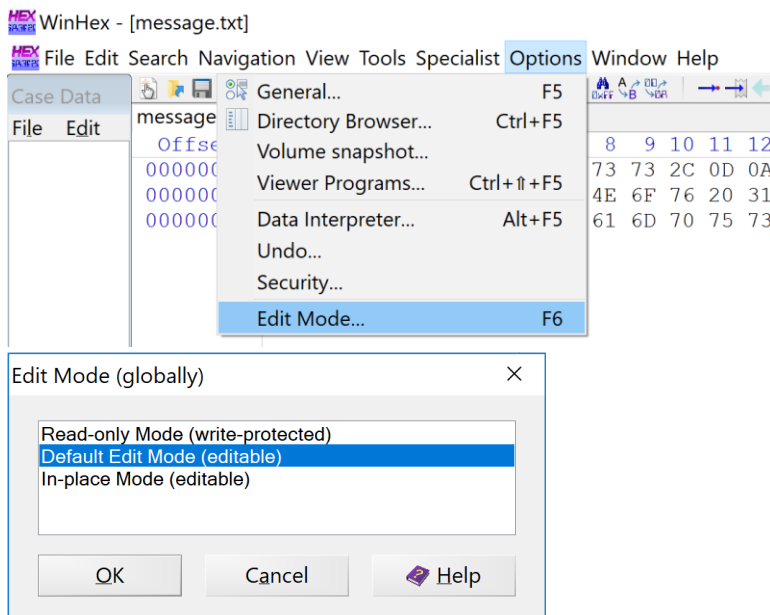 WinHex - [message.txt]
File Edit Search Navigation View Tools Specialist Options Window Help
Case Data
File Edit
General... F5
Directory Browser... Ctrl+F5
Volume snapshot...
Viewer Programs... Ctrl+⇑+F5
Data Interpreter... Alt+F5
Undo...
Security...
Edit Mode... F6
message
Offse 8 9 10 11 12
000000 73 73 2C 0D 0A
000000 4E 6F 76 20 31
000000 61 6D 70 75 73
Edit Mode (globally)
Read-only Mode (write-protected)
Default Edit Mode (editable)
In-place Mode (editable)
OK Cancel Help